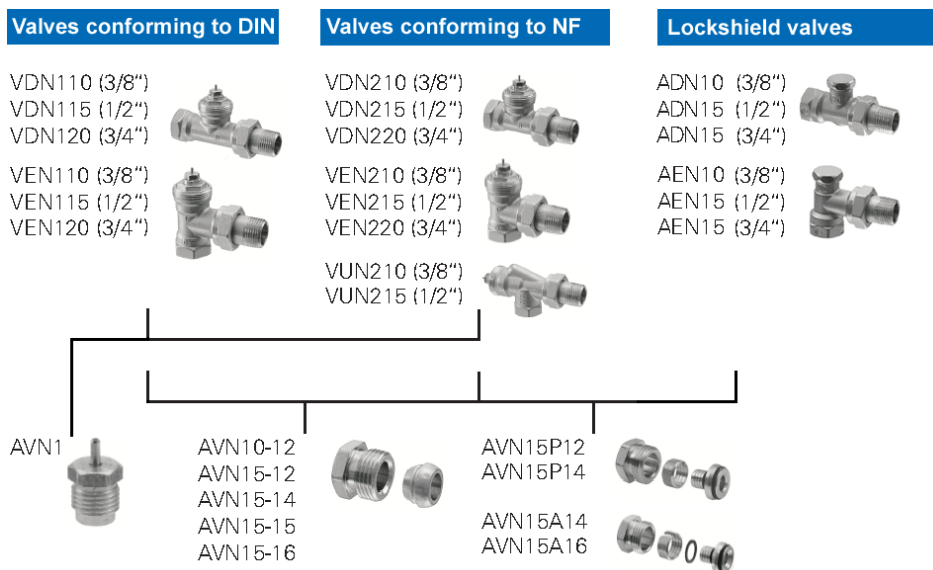 Valves conforming to DIN
VDN110 (3/8“)
VDN115 (1/2“)
VDN120 (3/4“)
VEN110 (3/8“)
VEN115 (1/2“)
VEN120 (3/4“)
Valves conforming to NF
VDN210 (3/8“)
VDN215 (1/2“)
VDN220 (3/4“)
VEN210 (3/8“)
VEN215 (1/2“)
VEN220 (3/4“)
VUN210 (3/8“)
VUN215 (1/2“)
Lockshield valves
ADN10 (3/8“)
ADN15 (1/2“)
ADN15 (3/4“)
AEN10 (3/8“)
AEN15 (1/2“)
AEN15 (3/4“)
AVN1
AVN10-12
AVN15-12
AVN15-14
AVN15-15
AVN15-16
AVN15P12
AVN15P14
AVN15A14
AVN15A16